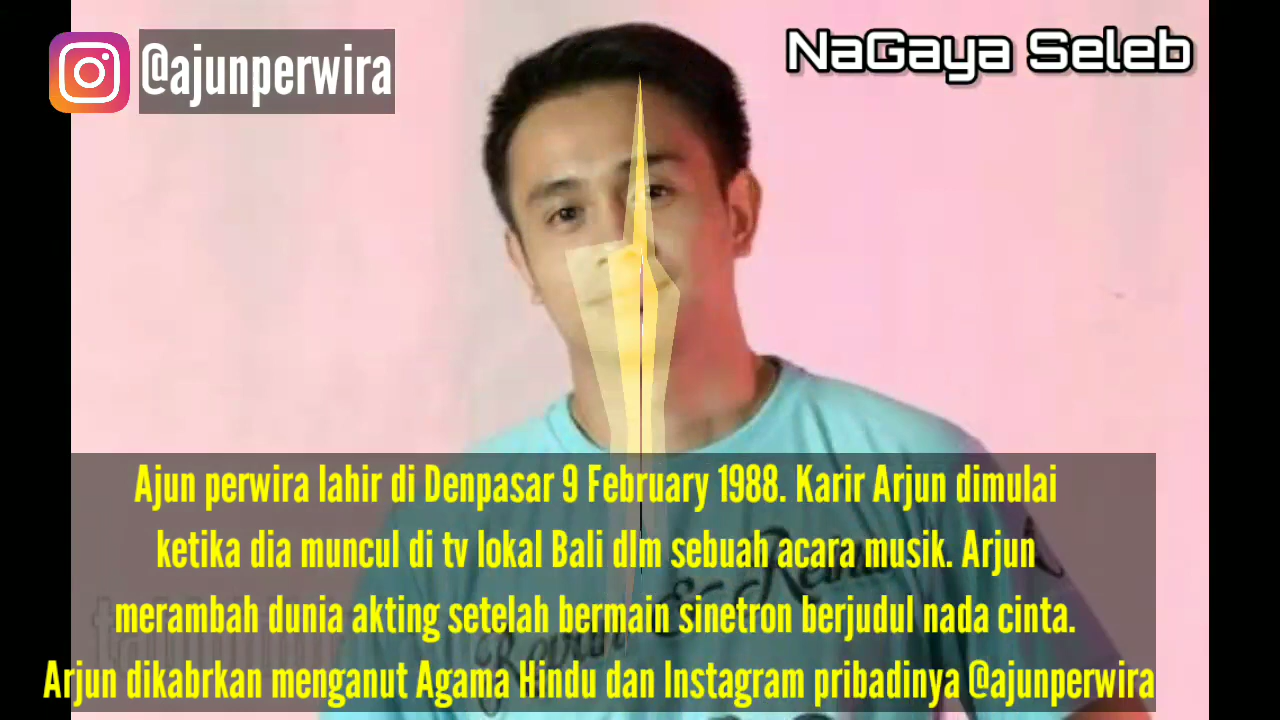 @ajunperwira
NaGaya Seleb
Ajun perwira lahir di Denpasar 9 February 1988. Karir Arjun dimulai
ketika dia muncul di tv lokal Bali dlm sebuah acara musik. Arjun
merambah dunia akting setelah bermain sinetron berjudul nada cinta.
Arjun dikabrkan menganut Agama Hindu dan Instagram pribadinya @ajunperwira